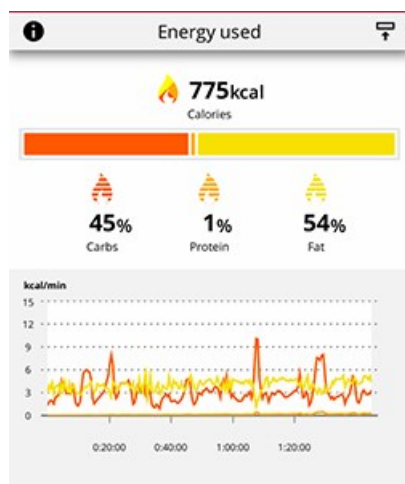 Energy used
775kcal
Calories
45% 1% 54%
Carbs Protein Fat
kcal/min
15
12
9
6
3
0
0:20:00 0:40:00 1:00:00 1:20:00